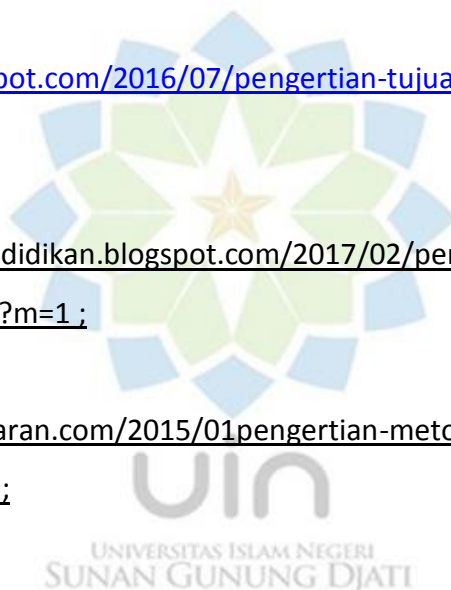 pot.com/2016/07/pengertian-tujua
didikan.blogspot.com/2017/02/per
?m=1 ;
aran.com/2015/01pengertian-metc
;
uin
UNIVERSITAS ISLAM NEGERI
SUNAN GUNUNG DJATI